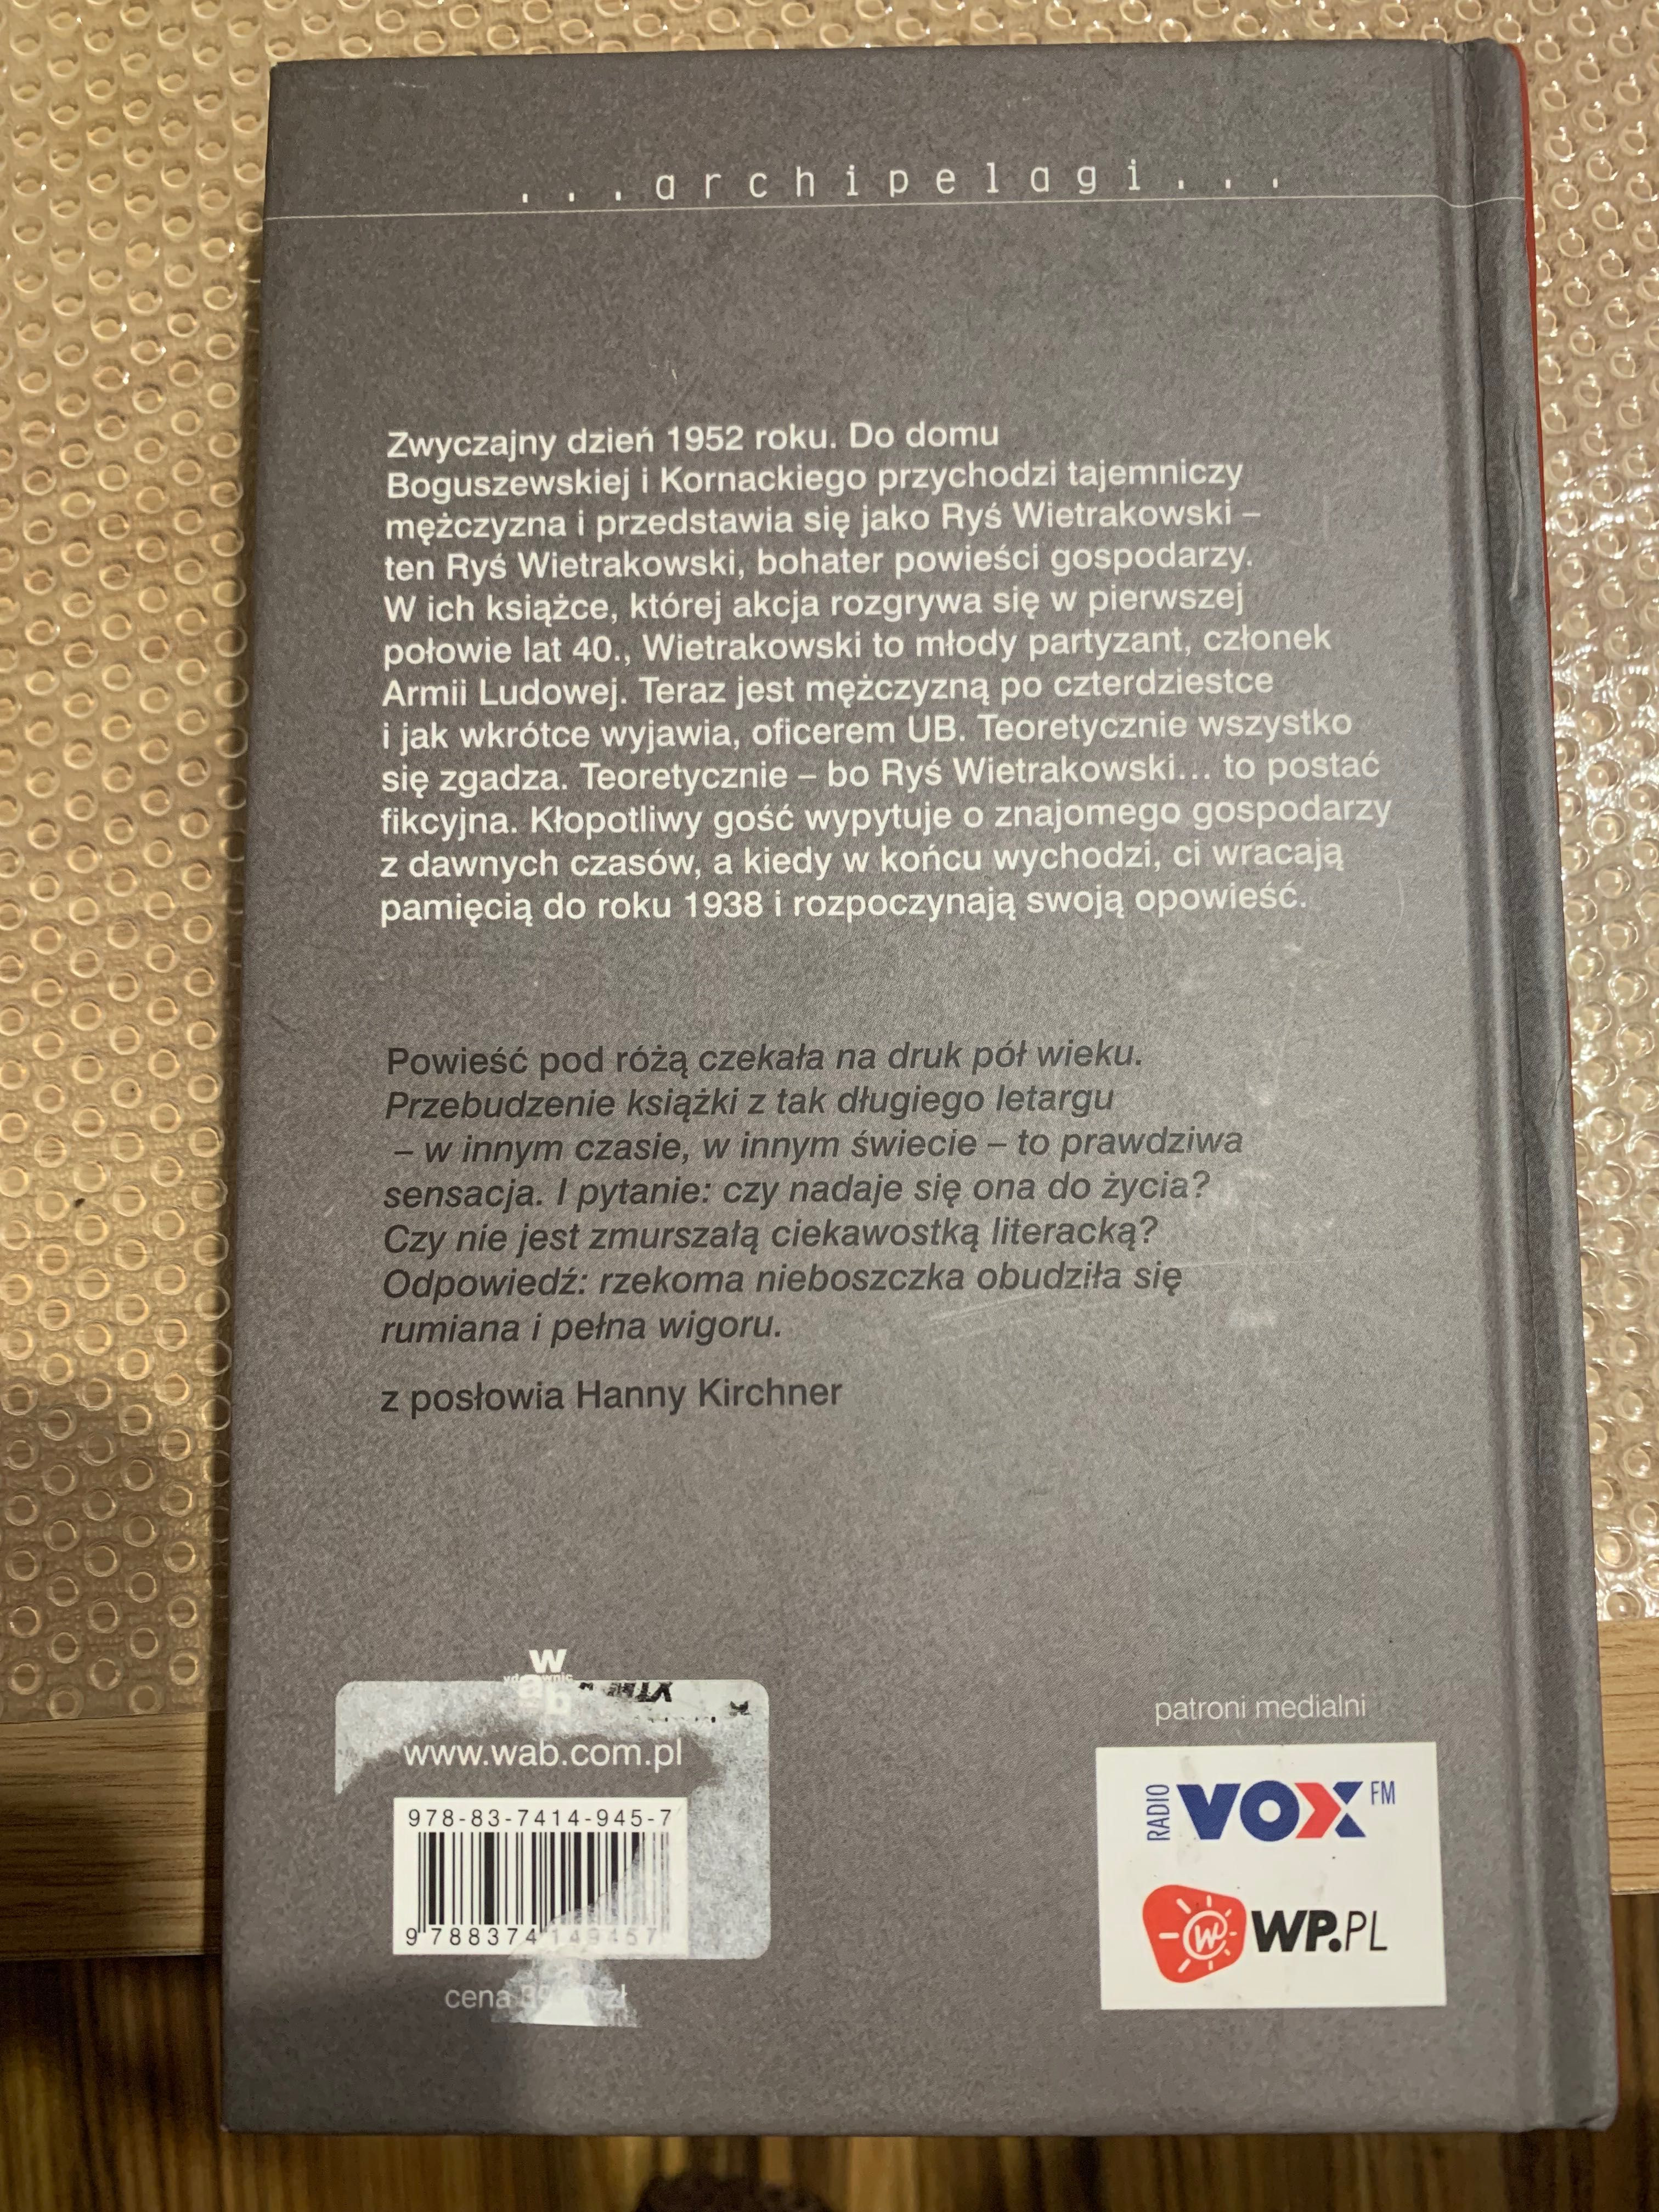 ...archipelagi...
Zwyczajny dzień 1952 roku. Do domu
Boguszewskiej i Kornackiego przychodzi tajemniczy
mężczyzna i przedstawia się jako Ryś Wietrakowski –
ten Ryś Wietrakowski, bohater powieści gospodarzy.
W ich książce, której akcja rozgrywa się w pierwszej
połowie lat 40., Wietrakowski to młody partyzant, członek
Armii Ludowej. Teraz jest mężczyzną po czterdziestce
i jak wkrótce wyjawia, oficerem UB. Teoretycznie wszystko
się zgadza. Teoretycznie – bo Ryś Wietrakowski... to postać
fikcyjna. Kłopotliwy gość wypytuje o znajomego gospodarzy
z dawnych czasów, a kiedy w końcu wychodzi, ci wracają
pamięcią do roku 1938 i rozpoczynają swoją opowieść.
Powieść pod różą czekała na druk pół wieku.
Przebudzenie książki z tak długiego letargu
– w innym czasie, w innym świecie – to prawdziwa
sensacja. I pytanie: czy nadaje się ona do życia?
Czy nie jest zmurszałą ciekawostką literacką?
Odpowiedź: rzekoma nieboszczka obudziła się
rumiana i pełna wigoru.
z posłowia Hanny Kirchner
w
a
b
www.wab.com.pl
978-83-7414-945-7
9 788374 149457
cena zł
patroni medialni
RADIO VOX FM
W WP.PL